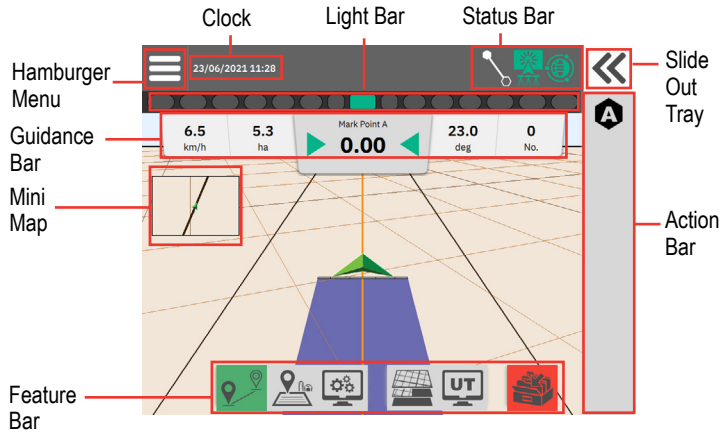 Clock
Light Bar
Status Bar
Hamburger
Menu
23/06/2021 11:28
Slide
Out
Tray
A
Guidance
Bar
6.5
km/h
5.3
ha
Mark Point A
0.00
23.0
deg
0
No.
Mini
Map
Action
Bar
UT
Feature
Bar